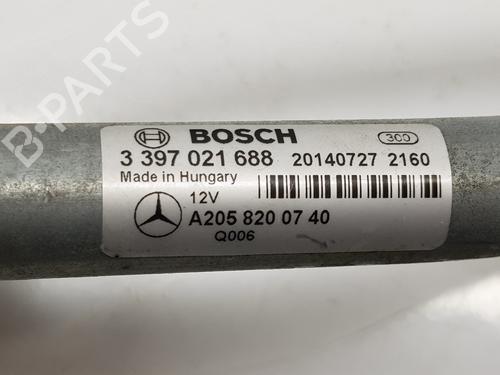 B-PARTS
BOSCH 300
3 397 021 688 20140727 2160
Made in Hungary
12V
A205 820 07 40
Q006